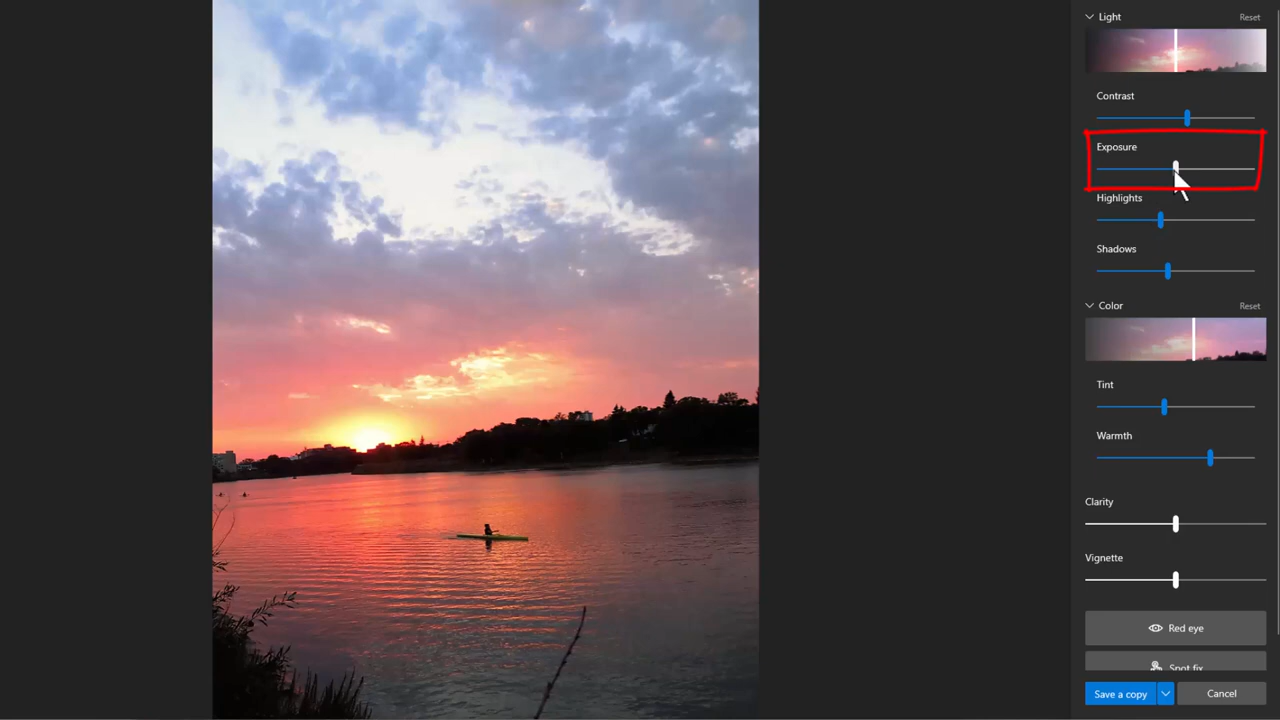 Light
Reset
Contrast
Exposure
Highlights
Shadows
Color
Reset
Tint
Warmth
Clarity
Vignette
Red eye
Spot fix
Save a copy
Cancel